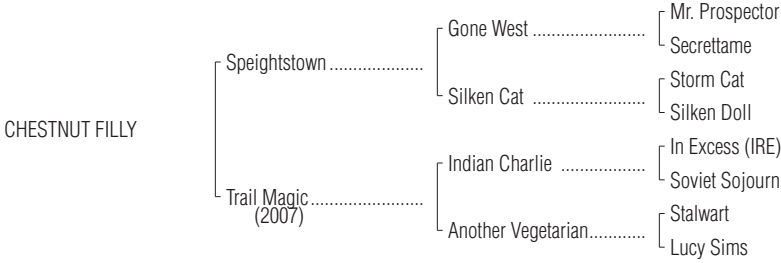 Mr. Prospector
Gone West ........................
Secrettame
Speightstown ....................
Storm Cat
Silken Cat ........................
Silken Doll
CHESTNUT FILLY
In Excess (IRE)
Indian Charlie ..................
Soviet Sojourn
Trail Magic........................
(2007)
Stalwart
Another Vegetarian............
Lucy Sims